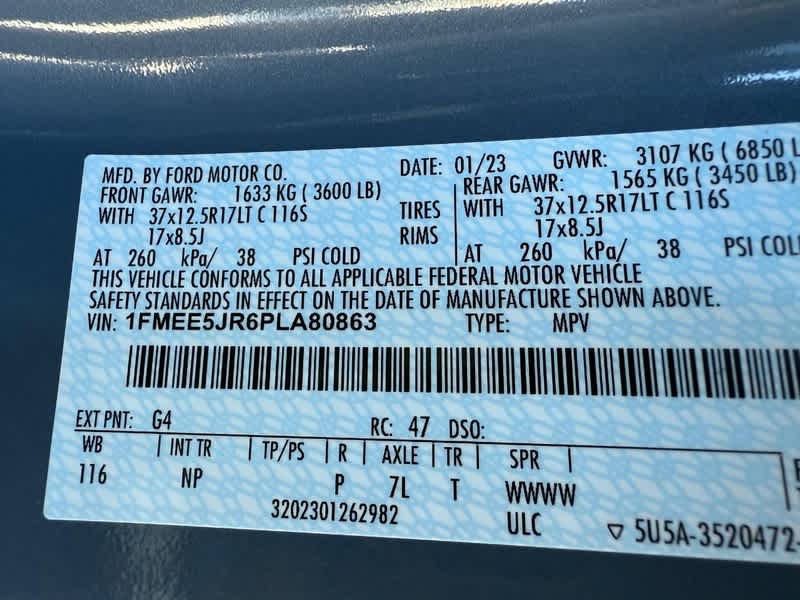 MFD. BY FORD MOTOR CO. DATE: 01/23 GVWR: 3107 KG ( 6850 L
FRONT GAWR: 1633 KG ( 3600 LB) REAR GAWR: 1565 KG ( 3450 LB)
WITH 37x12.5R17LT C 116S TIRES WITH 37x12.5R17LT C 116S
17x8.5J RIMS 17x8.5J
AT 260 kPa/ 38 PSI COLD AT 260 kPa/ 38 PSI COL
THIS VEHICLE CONFORMS TO ALL APPLICABLE FEDERAL MOTOR VEHICLE
SAFETY STANDARDS IN EFFECT ON THE DATE OF MANUFACTURE SHOWN ABOVE.
VIN: 1FMEE5JR6PLA80863 TYPE: MPV
EXT PNT: G4 RC: 47 DSO:
WB INT TR TP/PS R AXLE TR SPR
116 NP P 7L T WWWW
3202301262982 ULC ▽ 5U5A-3520472-